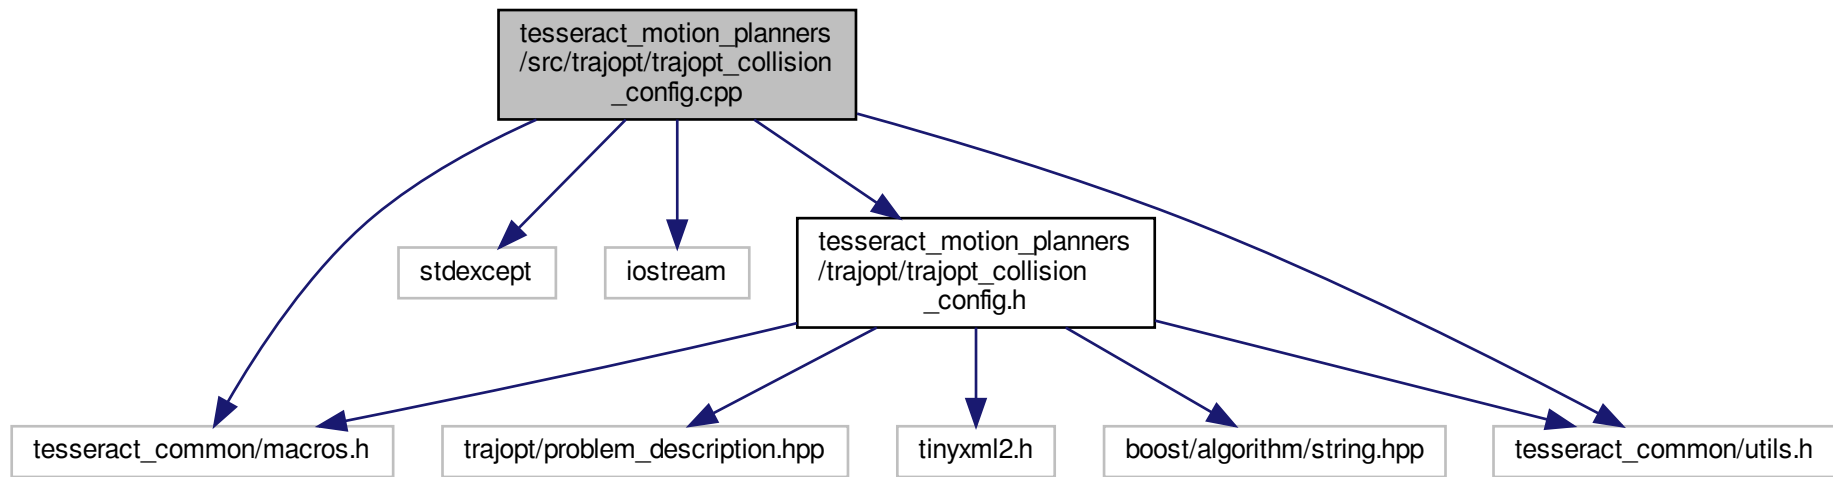 tesseract_motion_planners
/src/trajopt/trajopt_collision
_config.cpp
stdexcept
iostream
tesseract_motion_planners
/trajopt/trajopt_collision
_config.h
tesseract_common/macros.h
trajopt/problem_description.hpp
tinyxml2.h
boost/algorithm/string.hpp
tesseract_common/utils.h